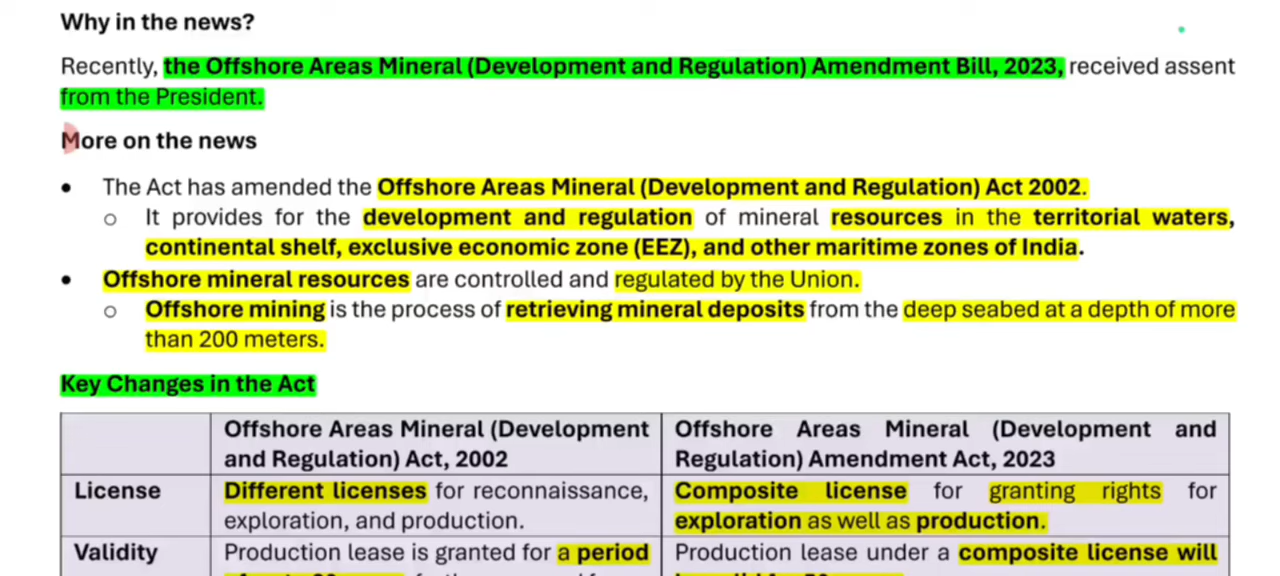 Why in the news?
Recently, the Offshore Areas Mineral (Development and Regulation) Amendment Bill, 2023, received assent
from the President.
More on the news
• The Act has amended the Offshore Areas Mineral (Development and Regulation) Act 2002.
o It provides for the development and regulation of mineral resources in the territorial waters,
continental shelf, exclusive economic zone (EEZ), and other maritime zones of India.
• Offshore mineral resources are controlled and regulated by the Union.
o Offshore mining is the process of retrieving mineral deposits from the deep seabed at a depth of more
than 200 meters.
Key Changes in the Act
Offshore Areas Mineral (Development
and Regulation) Act, 2002
Offshore Areas Mineral (Development and
Regulation) Amendment Act, 2023
License
Different licenses for reconnaissance,
exploration, and production.
Composite license for granting rights for
exploration as well as production.
Validity
Production lease is granted for a period
Production lease under a composite license will